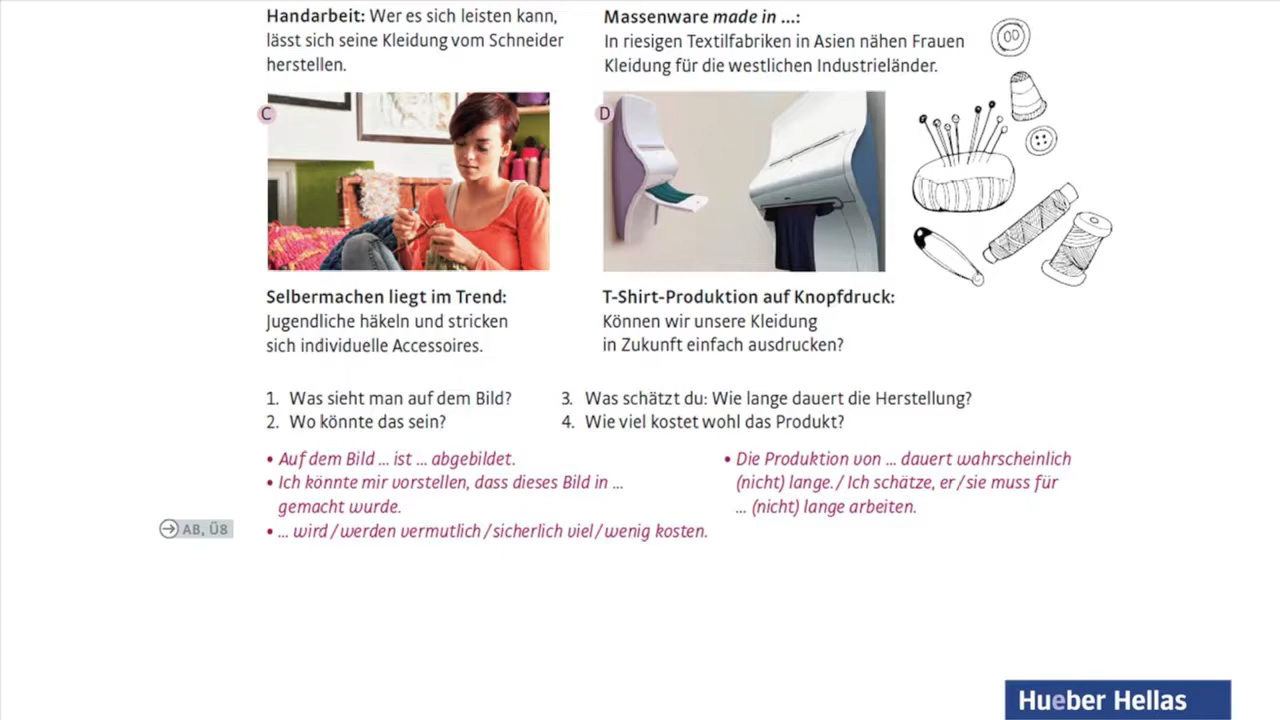 Handarbeit: Wer es sich leisten kann,
lässt sich seine Kleidung vom Schneider
herstellen.
Massenware made in ...:
In riesigen Textilfabriken in Asien nähen Frauen
Kleidung für die westlichen Industrieländer.
C
D
Selbermachen liegt im Trend:
Jugendliche häkeln und stricken
sich individuelle Accessoires.
T-Shirt-Produktion auf Knopfdruck:
Können wir unsere Kleidung
in Zukunft einfach ausdrucken?
1. Was sieht man auf dem Bild?
2. Wo könnte das sein?
3. Was schätzt du: Wie lange dauert die Herstellung?
4. Wie viel kostet wohl das Produkt?
• Auf dem Bild ... ist ... abgebildet.
• Ich könnte mir vorstellen, dass dieses Bild in ...
gemacht wurde.
• ... wird / werden vermutlich / sicherlich viel / wenig kosten.
• Die Produktion von ... dauert wahrscheinlich
(nicht) lange. / Ich schätze, er / sie muss für
... (nicht) lange arbeiten.
AB, Ü8
Hueber Hellas